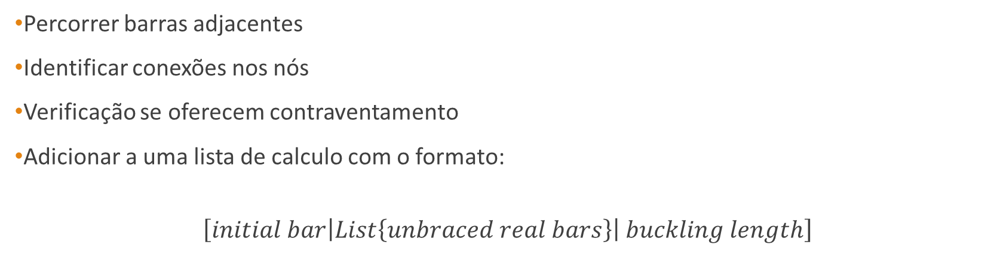 •Percorrer barras adjacentes
•Identificar conexões nos nós
•Verificação se oferecem contraventamento
•Adicionar a uma lista de calculo com o formato:
[initial bar|List{unbraced real bars}| buckling length]